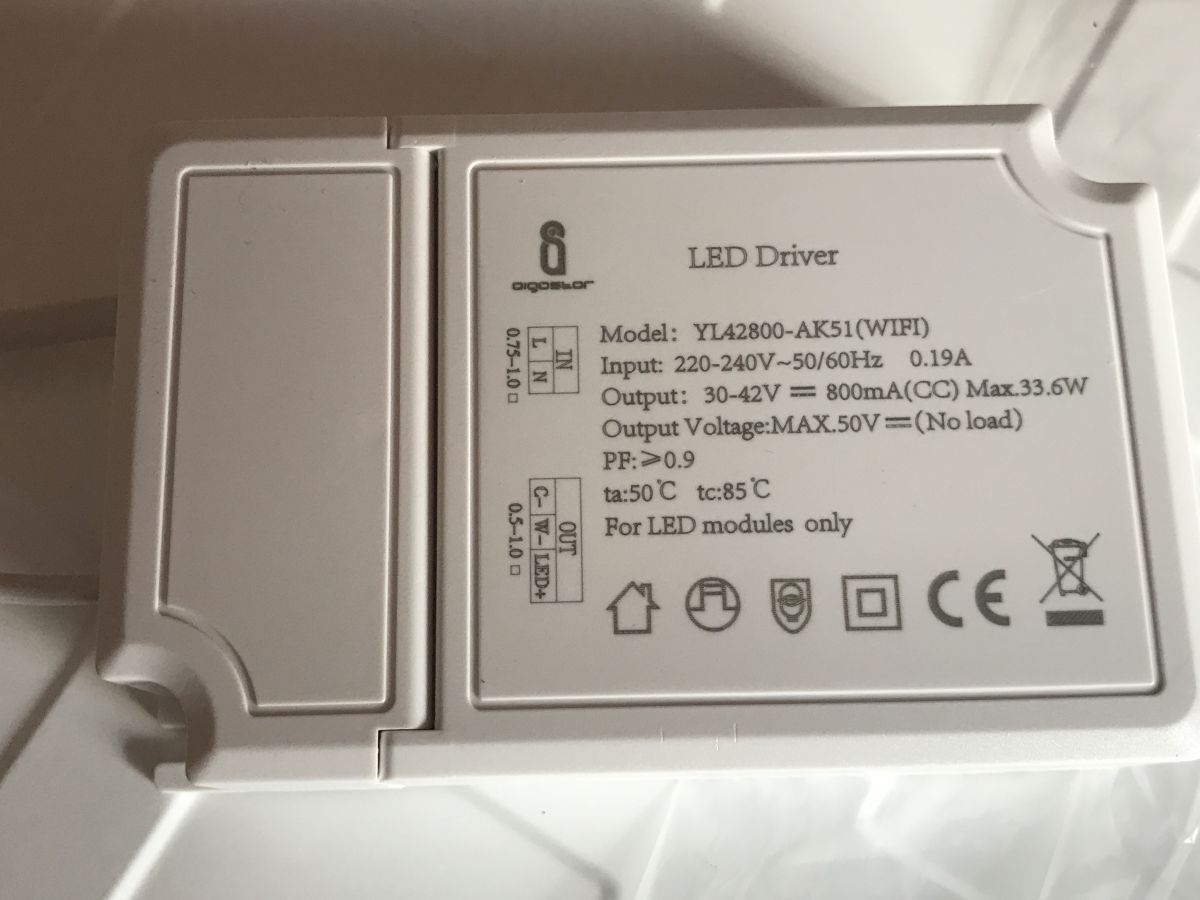 aigostar
LED Driver
Model: YL42800-AK51(WIFI)
Input: 220-240V~50/60Hz 0.19A
Output: 30-42V ⎓ 800mA(CC) Max.33.6W
Output Voltage:MAX.50V⎓(No load)
PF:⩾0.9
ta:50℃ tc:85℃
For LED modules only
IN
L N
0.75-1.0 □
OUT
C- W- LED+
0.5-1.0 □
CE